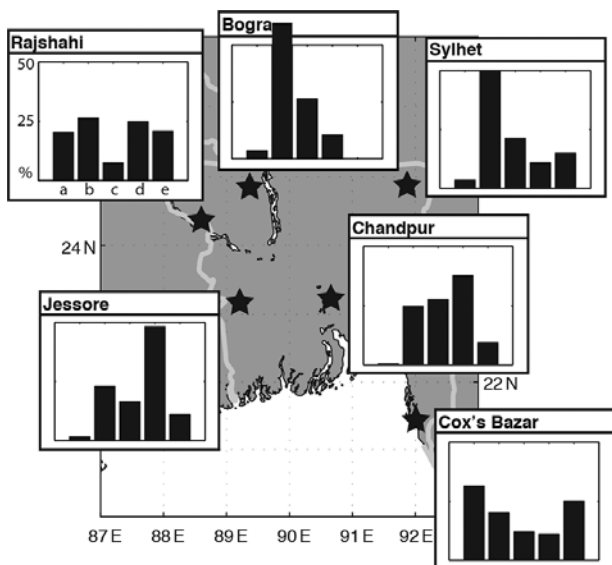 Bogra
Rajshahi
50
25
%
a b c d e
Sylhet
24 N
Chandpur
Jessore
22 N
Cox's Bazar
87 E 88 E 89 E 90 E 91 E 92 E